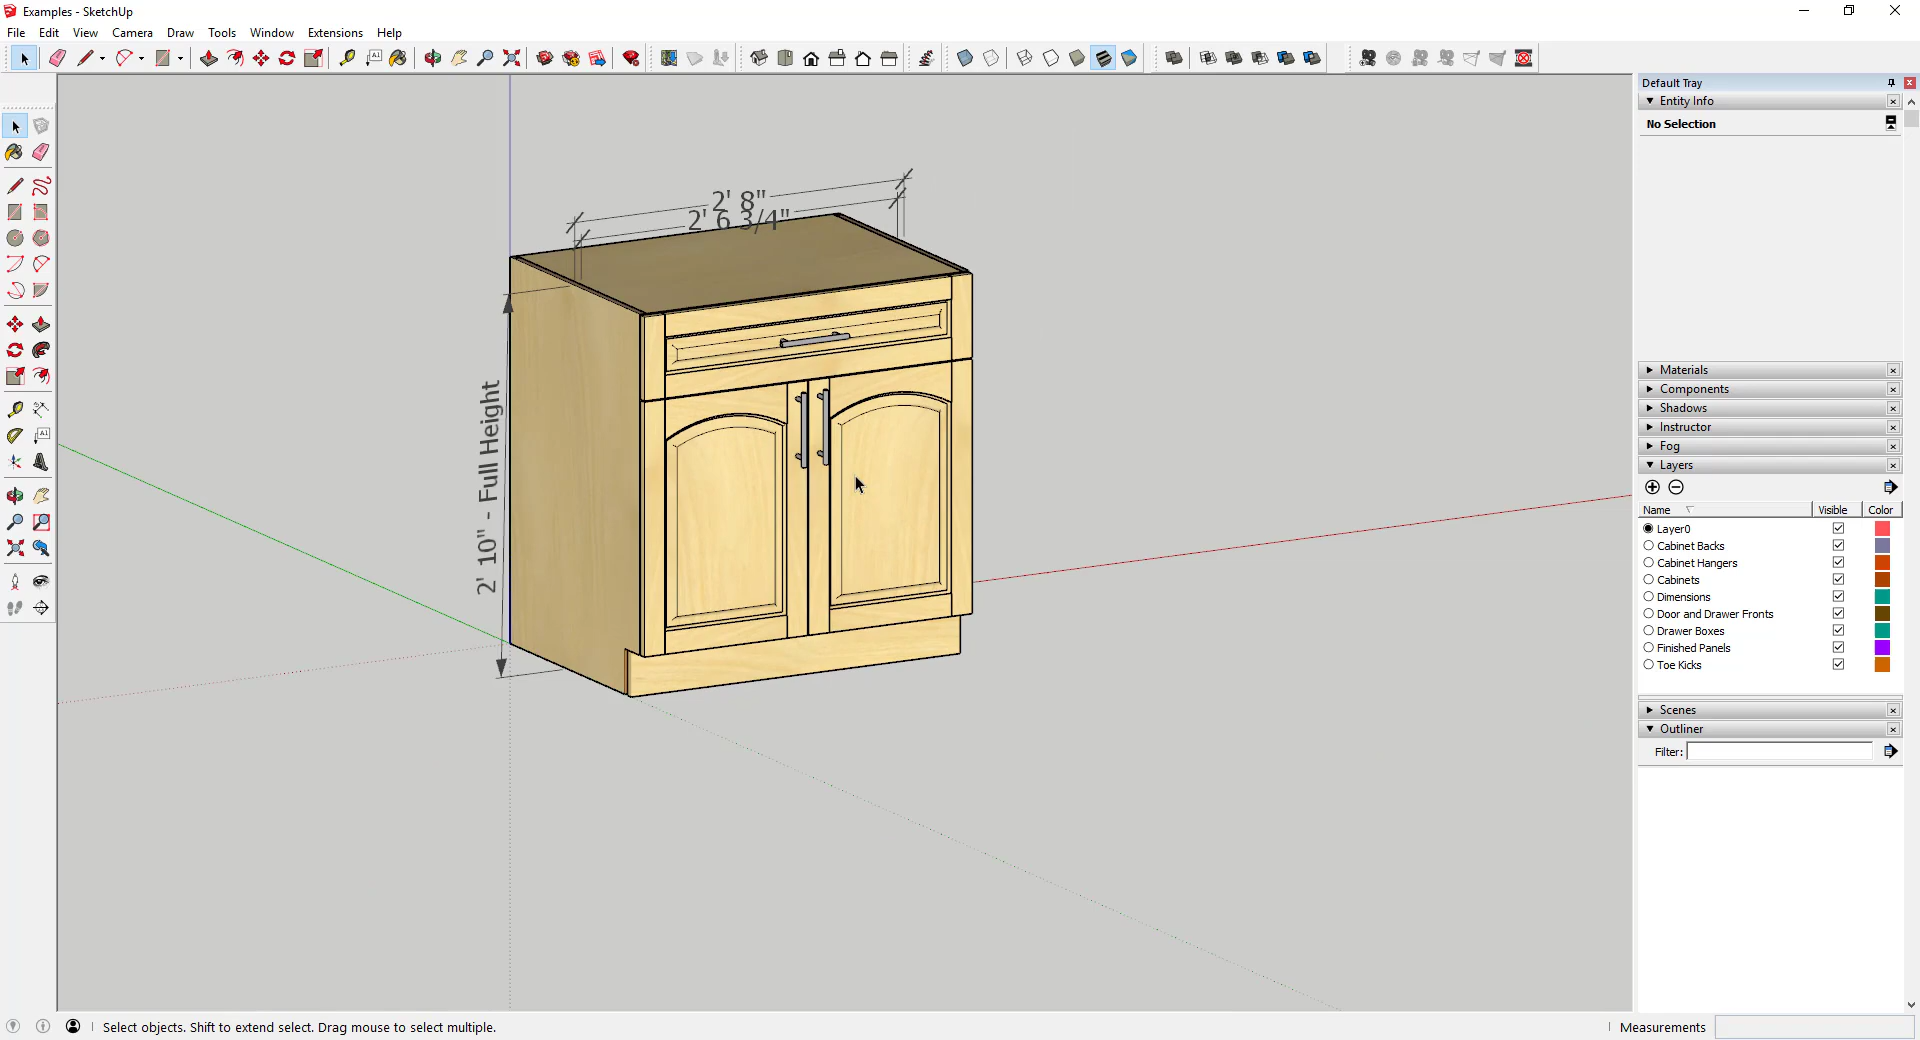 Examples - SketchUp
File Edit View Camera Draw Tools Window Extensions Help
Default Tray
Entity Info
No Selection
2' 8"
2' 6 3/4"
2' 10" - Full Height
Materials
Components
Shadows
Instructor
Fog
Layers
Name Visible Color
Layer0
Cabinet Backs
Cabinet Hangers
Cabinets
Dimensions
Door and Drawer Fronts
Drawer Boxes
Finished Panels
Toe Kicks
Scenes
Outliner
Filter:
Select objects. Shift to extend select. Drag mouse to select multiple.
Measurements